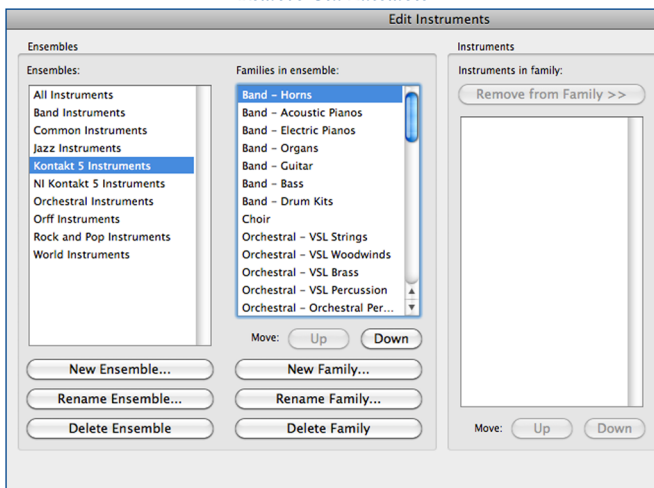 Edit Instruments
Ensembles
Ensembles:
All Instruments
Band Instruments
Common Instruments
Jazz Instruments
Kontakt 5 Instruments
NI Kontakt 5 Instruments
Orchestral Instruments
Orff Instruments
Rock and Pop Instruments
World Instruments
New Ensemble...
Rename Ensemble...
Delete Ensemble
Families in ensemble:
Band – Horns
Band – Acoustic Pianos
Band – Electric Pianos
Band – Organs
Band – Guitar
Band – Bass
Band – Drum Kits
Choir
Orchestral – VSL Strings
Orchestral – VSL Woodwinds
Orchestral – VSL Brass
Orchestral – VSL Percussion
Orchestral – Orchestral Per...
Move: Up Down
New Family...
Rename Family...
Delete Family
Instruments
Instruments in family:
Remove from Family >>
Move: Up Down